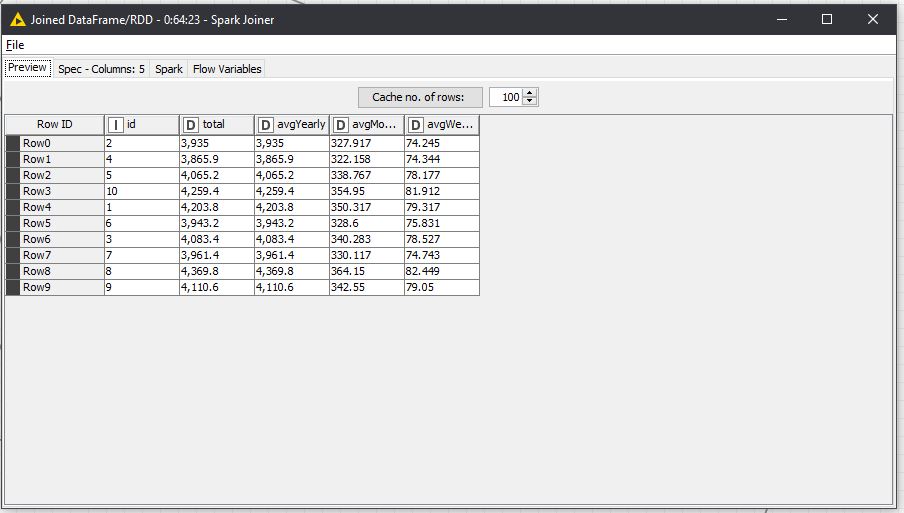 Joined DataFrame/RDD - 0:64:23 - Spark Joiner
File
Preview Spec - Columns: 5 Spark Flow Variables
Cache no. of rows: 100
Row ID I id D total D avgYearly D avgMo... D avgWe...
Row0 2 3,935 3,935 327.917 74.245
Row1 4 3,865.9 3,865.9 322.158 74.344
Row2 5 4,065.2 4,065.2 338.767 78.177
Row3 10 4,259.4 4,259.4 354.95 81.912
Row4 1 4,203.8 4,203.8 350.317 79.317
Row5 6 3,943.2 3,943.2 328.6 75.831
Row6 3 4,083.4 4,083.4 340.283 78.527
Row7 7 3,961.4 3,961.4 330.117 74.743
Row8 8 4,369.8 4,369.8 364.15 82.449
Row9 9 4,110.6 4,110.6 342.55 79.05